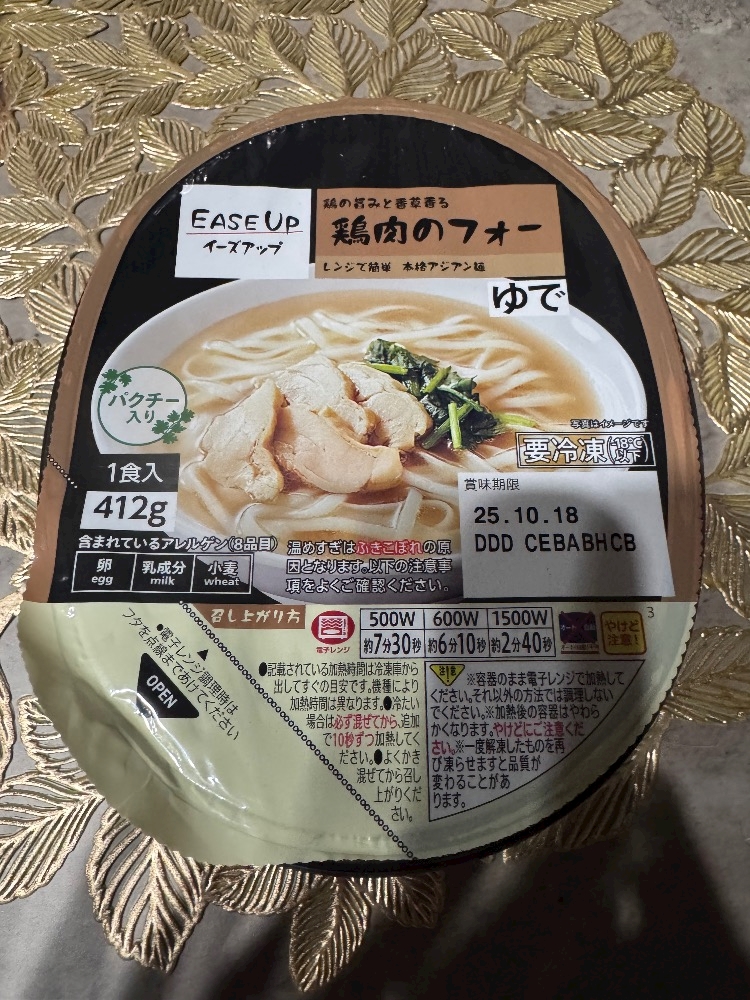 EASE UP
イーズアップ
鶏の旨みと香草香る
鶏肉のフォー
レンジで簡単 本格アジアン麺
ゆで
パクチー
入り
写真はイメージです
要冷凍(-18℃以下)
1食入
412g
賞味期限
25.10.18
DDD CEBABHCB
含まれているアレルゲン(8品目)
卵 乳成分 小麦
egg milk wheat
温めすぎはふきこぼれの原
因となります。以下の注意事
項をよくご確認ください。
召し上がり方
電子レンジ
500W 600W 1500W
約7分30秒 約6分10秒 約2分40秒
やけど
注意!
3
●電子レンジ調理時は
フタを点線まであけてください
OPEN
●記載されている加熱時間は冷凍庫から
出してすぐの目安です。機種により
加熱時間は異なります。●冷たい
場合は必ず混ぜてから、追加
で10秒ずつ加熱してく
ださい。●よくかき
混ぜてから召し
上がりくだ
さい。
注意
※容器のまま電子レンジで加熱して
ください。それ以外の方法では調理しない
でください。※加熱後の容器はやわら
かくなります。やけどにご注意くだ
さい。※一度解凍したものを再
び凍らせますと品質が
変わることがあ
ります。